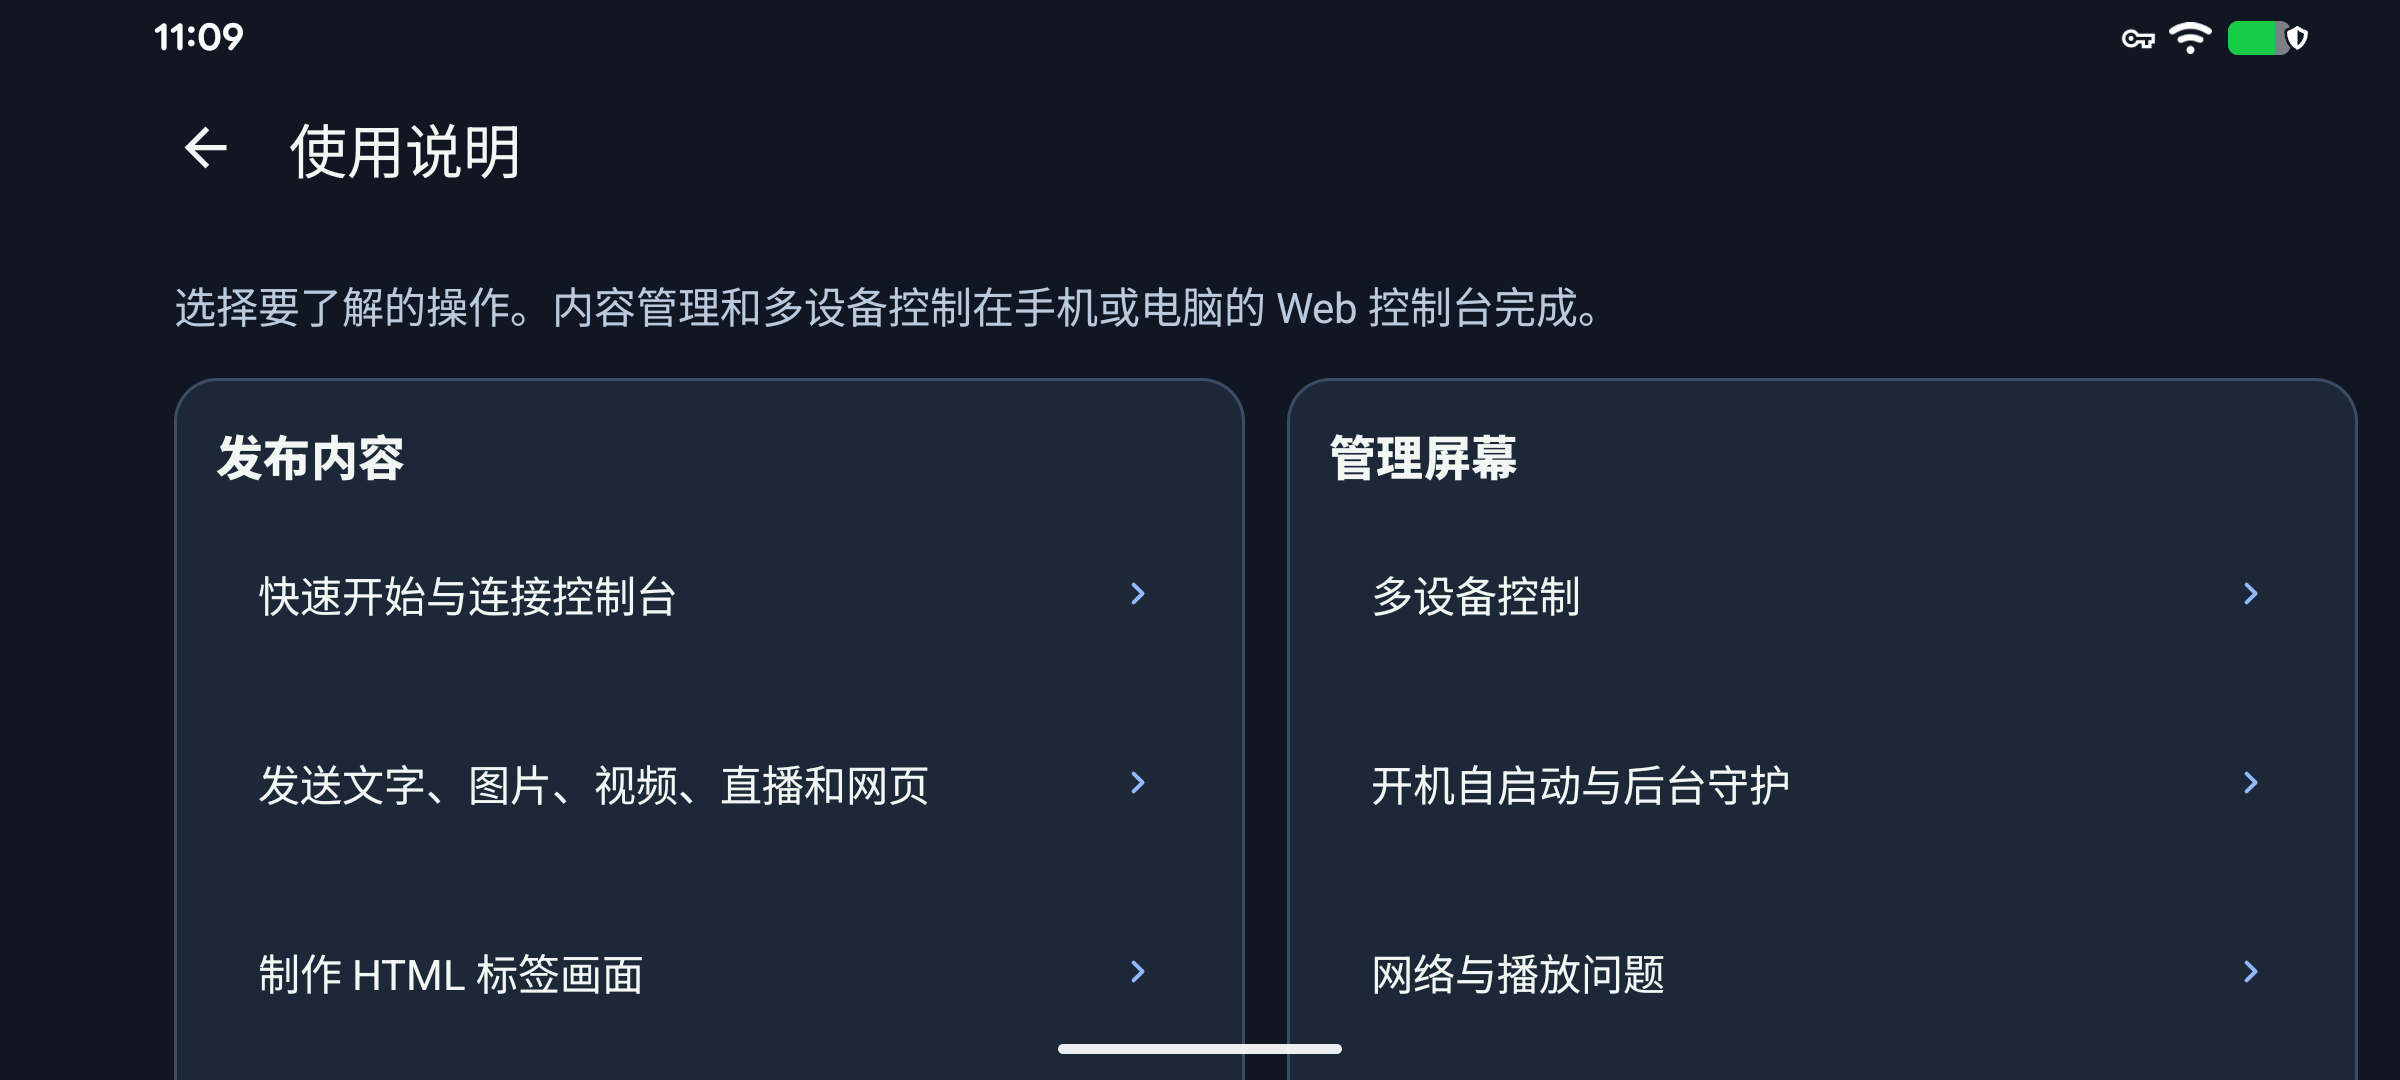 11:09
使用说明
选择要了解的操作。内容管理和多设备控制在手机或电脑的 Web 控制台完成。
发布内容
快速开始与连接控制台
发送文字、图片、视频、直播和网页
制作 HTML 标签画面
管理屏幕
多设备控制
开机自启动与后台守护
网络与播放问题